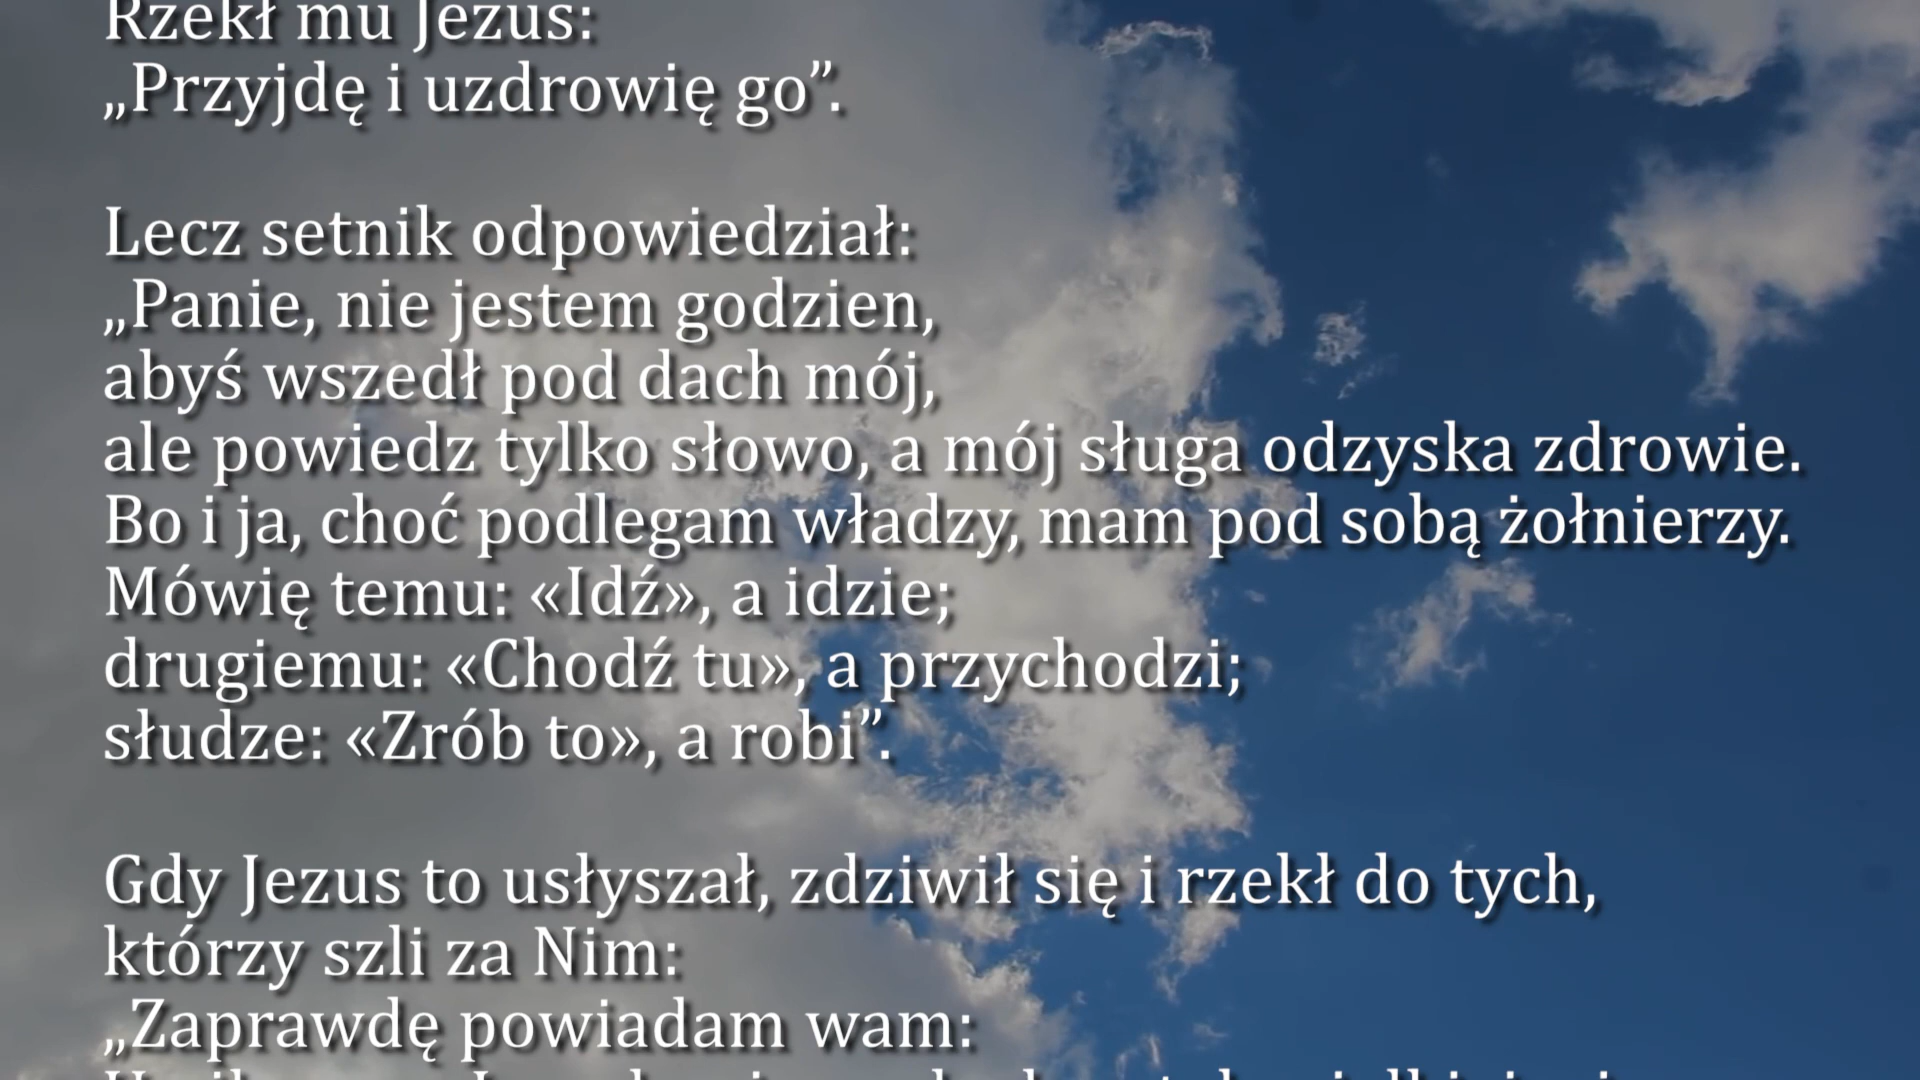 Rzekł mu Jezus:
„Przyjdę i uzdrowię go”.
Lecz setnik odpowiedział:
„Panie, nie jestem godzien,
abyś wszedł pod dach mój,
ale powiedz tylko słowo, a mój sługa odzyska zdrowie.
Bo i ja, choć podlegam władzy, mam pod sobą żołnierzy.
Mówię temu: «Idź», a idzie;
drugiemu: «Chodź tu», a przychodzi;
słudze: «Zrób to», a robi”.
Gdy Jezus to usłyszał, zdziwił się i rzekł do tych,
którzy szli za Nim:
„Zaprawdę powiadam wam: